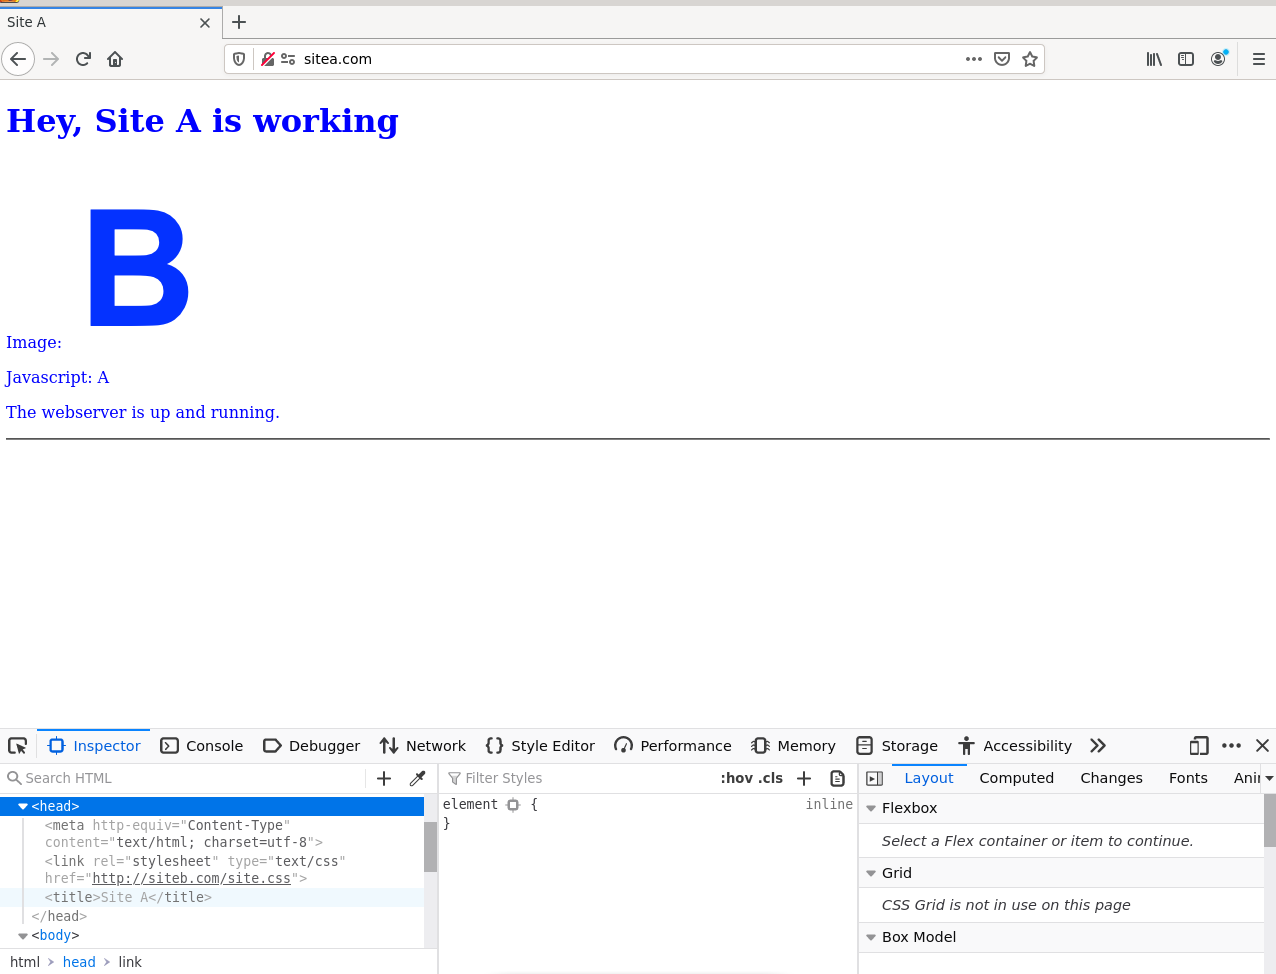 Site A
sitea.com
Hey, Site A is working
B
Image:
Javascript: A
The webserver is up and running.
Inspector Console Debugger Network Style Editor Performance Memory Storage Accessibility
Search HTML
Filter Styles :hov .cls
Layout Computed Changes Fonts
<head>
<meta http-equiv="Content-Type"
content="text/html; charset=utf-8">
<link rel="stylesheet" type="text/css"
href="http://siteb.com/site.css">
<title>Site A</title>
</head>
<body>
html head link
element { inline
}
Flexbox
Select a Flex container or item to continue.
Grid
CSS Grid is not in use on this page
Box Model